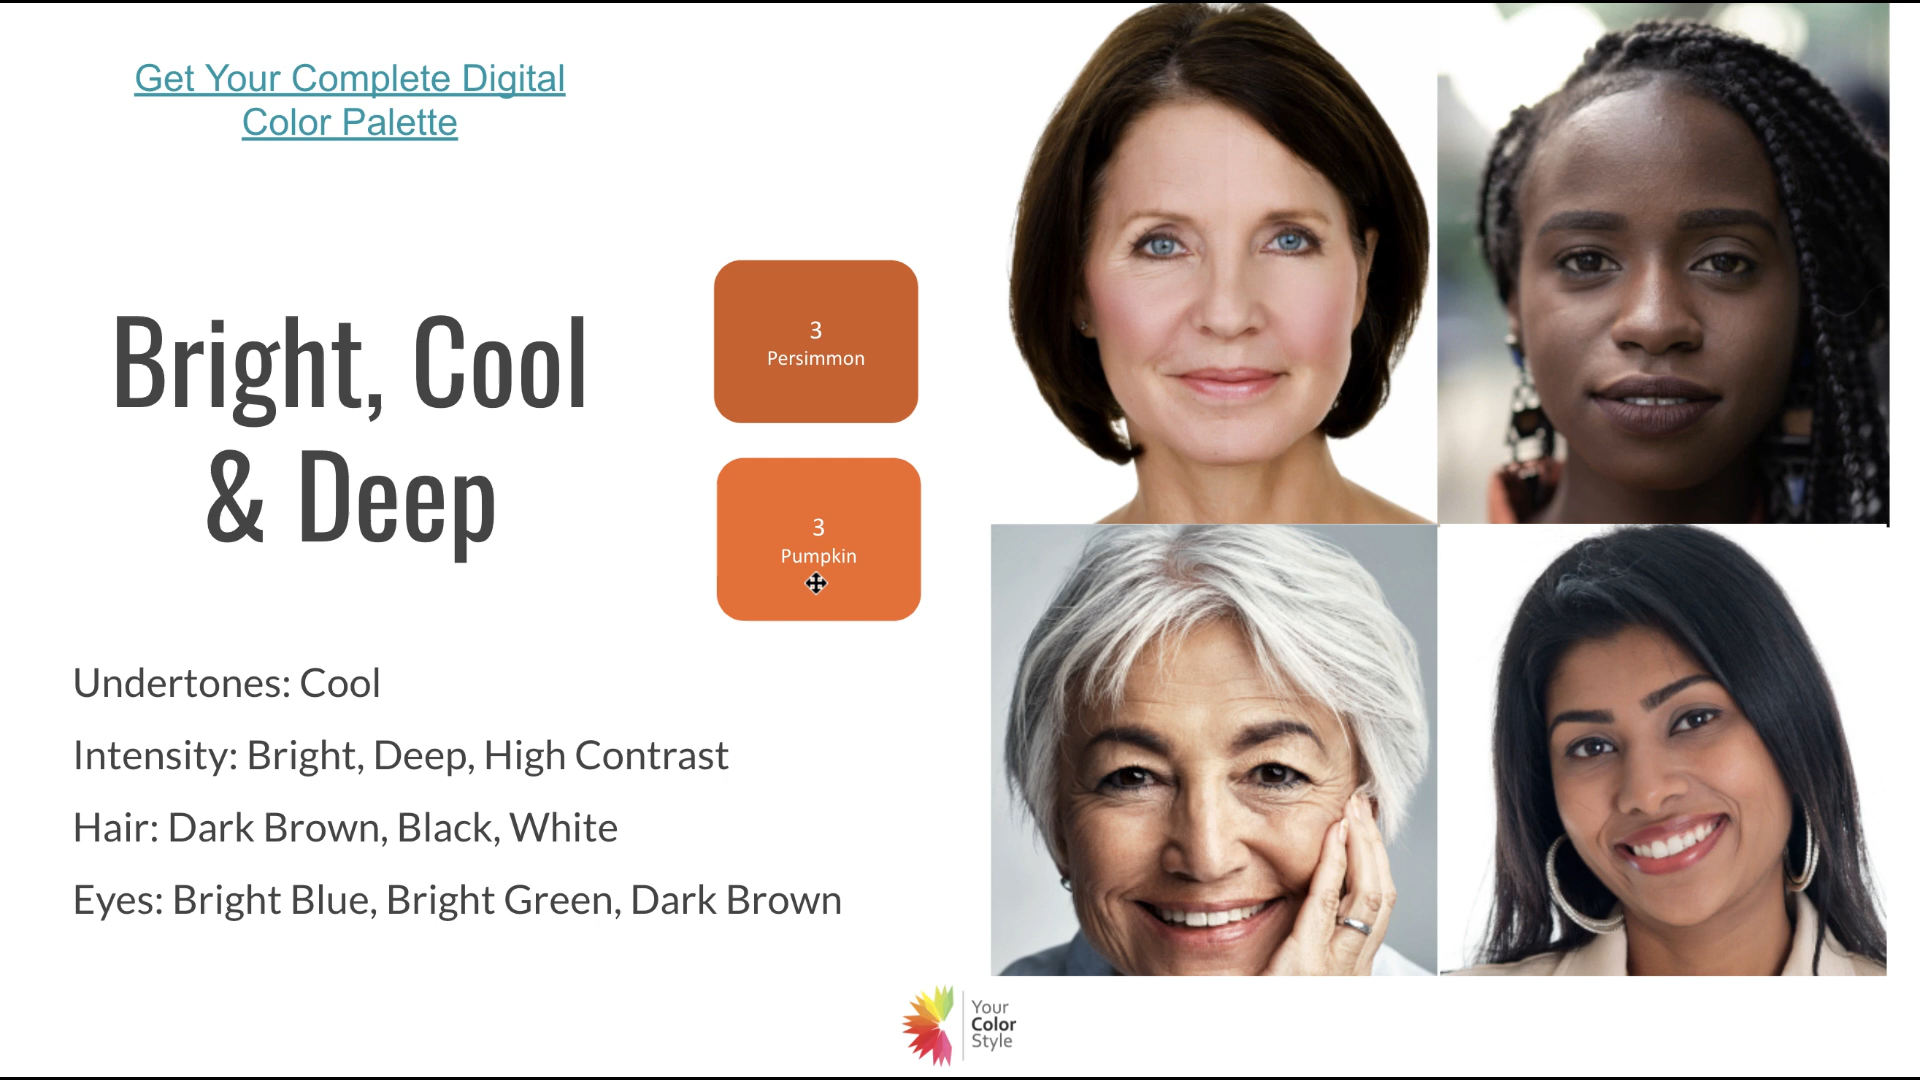 Get Your Complete Digital
Color Palette
Bright, Cool
& Deep
3
Persimmon
3
Pumpkin
Undertones: Cool
Intensity: Bright, Deep, High Contrast
Hair: Dark Brown, Black, White
Eyes: Bright Blue, Bright Green, Dark Brown
Your
Color
Style